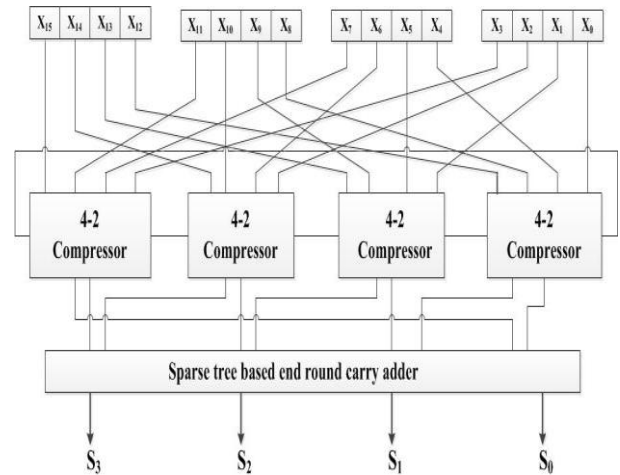 X15 X14 X13 X12 X11 X10 X9 X8 X7 X6 X5 X4 X3 X2 X1 X0
4-2 Compressor
4-2 Compressor
4-2 Compressor
4-2 Compressor
Sparse tree based end round carry adder
S3 S2 S1 S0